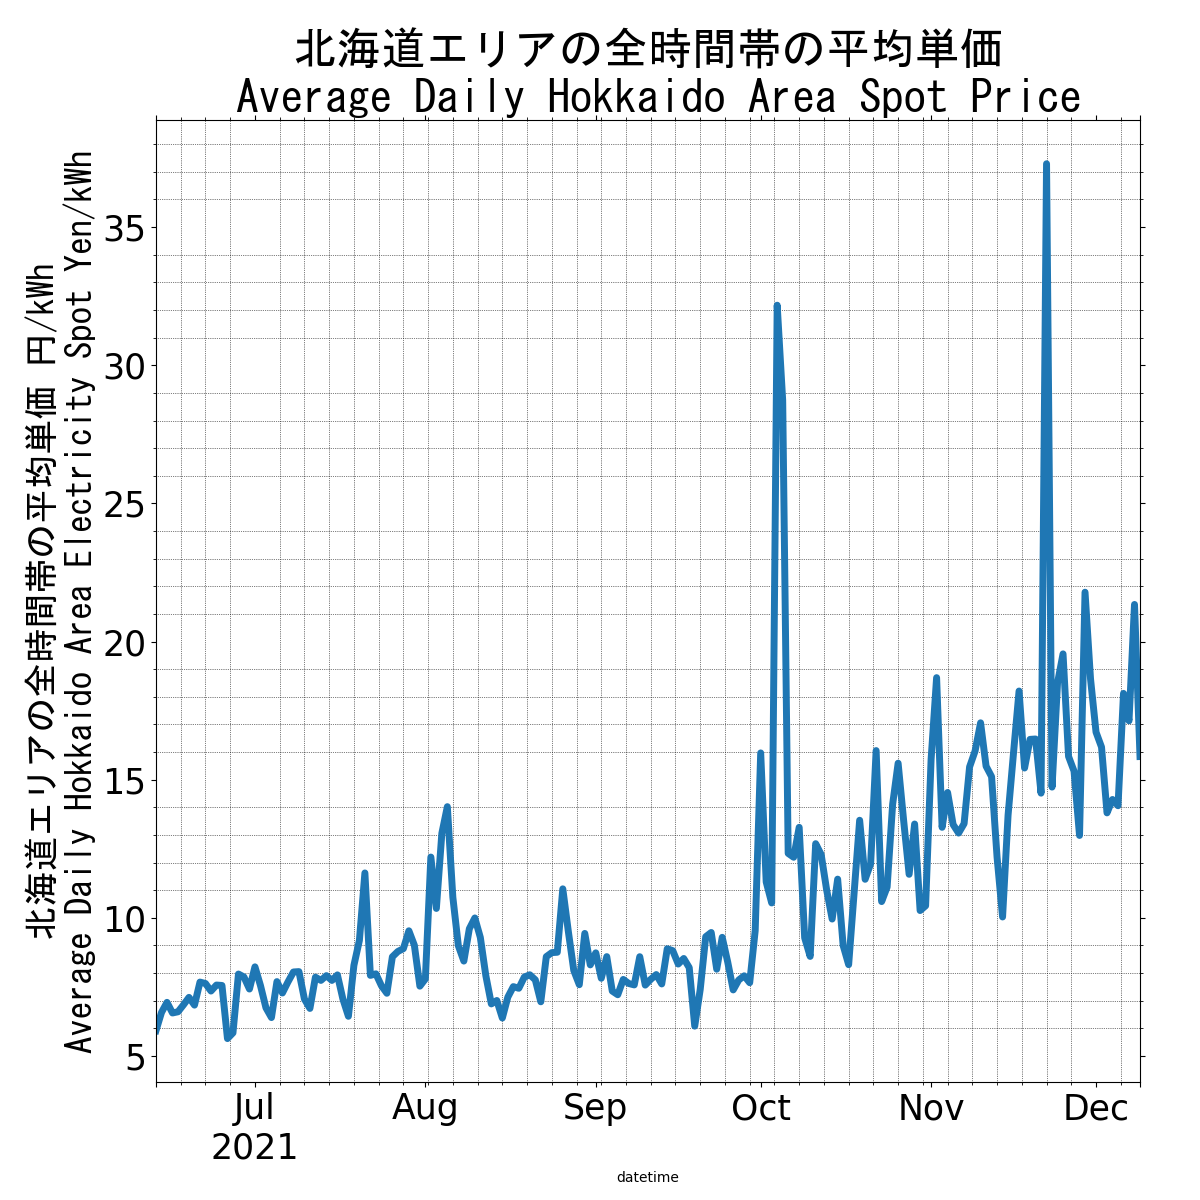 北海道エリアの全時間帯の平均単価
Average Daily Hokkaido Area Spot Price
北海道エリアの全時間帯の平均単価 円/kWh
Average Daily Hokkaido Area Electricity Spot Yen/kWh
35
30
25
20
15
10
5
Jul
2021
Aug
Sep
Oct
Nov
Dec
datetime